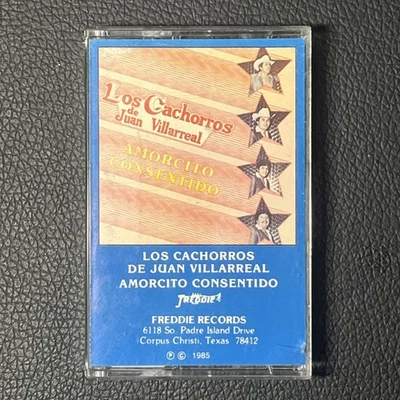 Los Cachorros
de
Juan Villarreal
AMORCITO
CONSENTIDO
LOS CACHORROS
DE JUAN VILLARREAL
AMORCITO CONSENTIDO
FREDDIE
FREDDIE RECORDS
6118 So. Padre Island Drive
Corpus Christi, Texas 78412
℗ © 1985